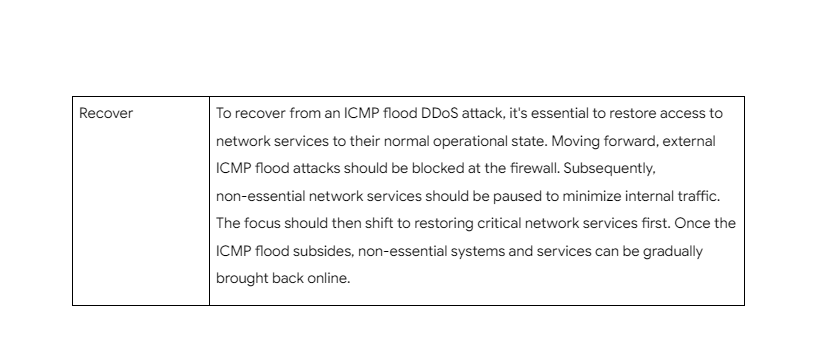 Recover
To recover from an ICMP flood DDoS attack, it's essential to restore access to
network services to their normal operational state. Moving forward, external
ICMP flood attacks should be blocked at the firewall. Subsequently,
non-essential network services should be paused to minimize internal traffic.
The focus should then shift to restoring critical network services first. Once the
ICMP flood subsides, non-essential systems and services can be gradually
brought back online.